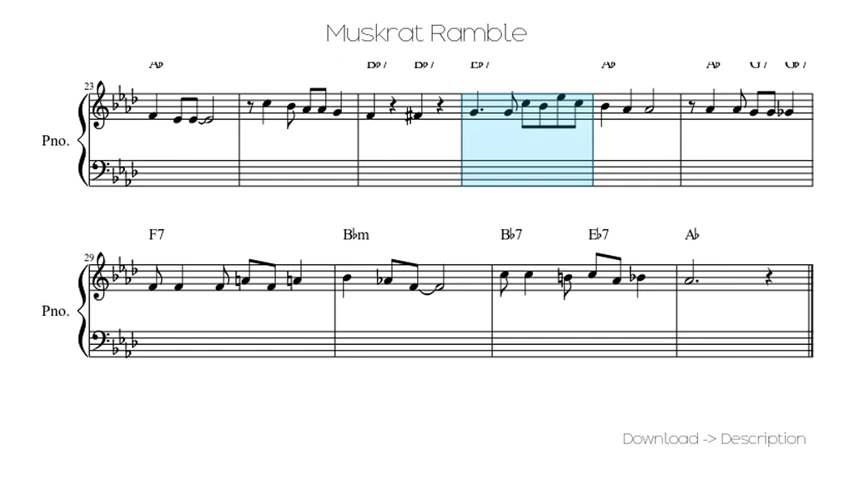 Muskrat Ramble
A♭ B♭7 B♭7 E♭7 A♭ A♭ G7 G♭7
23
Pno.
F7 B♭m B♭7 E♭7 A♭
29
Pno.
Download -> Description